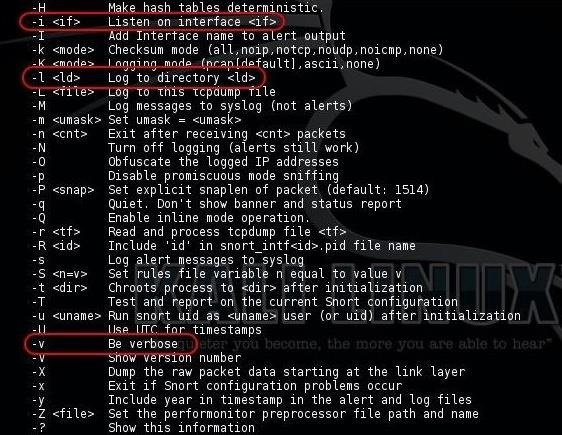 -H Make hash tables deterministic.
-i <if> Listen on interface <if>
-I Add Interface name to alert output
-k <mode> Checksum mode (all,noip,notcp,noudp,noicmp,none)
-K <mode> Logging mode (pcap[default],ascii,none)
-l <ld> Log to directory <ld>
-L <file> Log to this tcpdump file
-M Log messages to syslog (not alerts)
-m <umask> Set umask = <umask>
-n <cnt> Exit after receiving <cnt> packets
-N Turn off logging (alerts still work)
-O Obfuscate the logged IP addresses
-p Disable promiscuous mode sniffing
-P <snap> Set explicit snaplen of packet (default: 1514)
-q Quiet. Don't show banner and status report
-Q Enable inline mode operation.
-r <tf> Read and process tcpdump file <tf>
-R <id> Include 'id' in snort_intf<id>.pid file name
-s Log alert messages to syslog
-S <n=v> Set rules file variable n equal to value v
-t <dir> Chroots process to <dir> after initialization
-T Test and report on the current Snort configuration
-u <uname> Run snort uid as <uname> user (or uid) after initialization
-U Use UTC for timestamps
-v Be verbose
-V Show version number
-X Dump the raw packet data starting at the link layer
-x Exit if Snort configuration problems occur
-y Include year in timestamp in the alert and log files
-Z <file> Set the performonitor preprocessor file path and name
-? Show this information
KALI LINUX
quieter you become, the more you are able to hear"